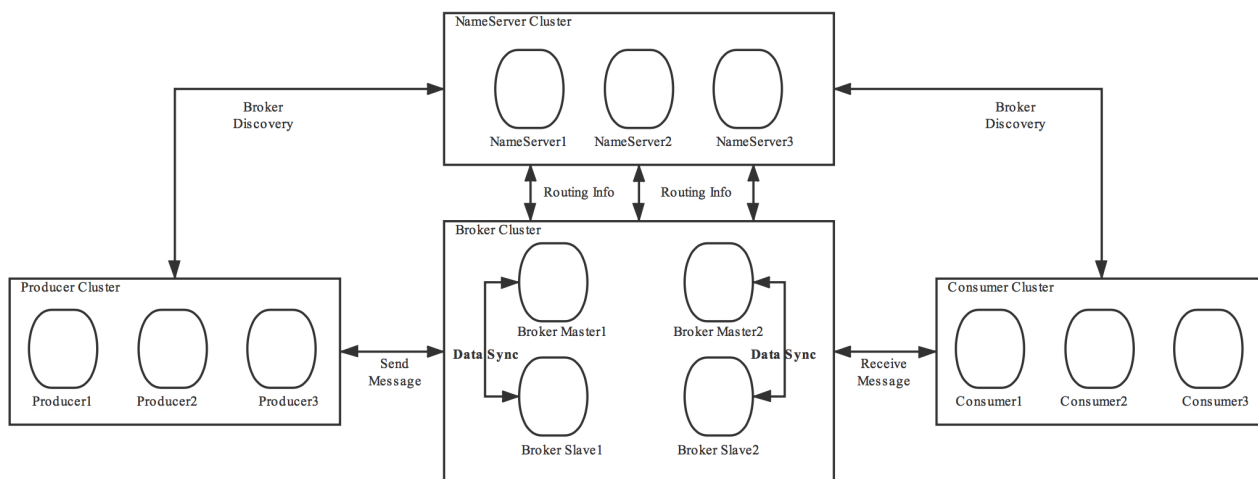 NameServer Cluster
NameServer1
NameServer2
NameServer3
Broker
Discovery
Broker
Discovery
Routing Info
Routing Info
Broker Cluster
Broker Master1
Broker Master2
Data Sync
Data Sync
Broker Slave1
Broker Slave2
Producer Cluster
Producer1
Producer2
Producer3
Send
Message
Receive
Message
Consumer Cluster
Consumer1
Consumer2
Consumer3